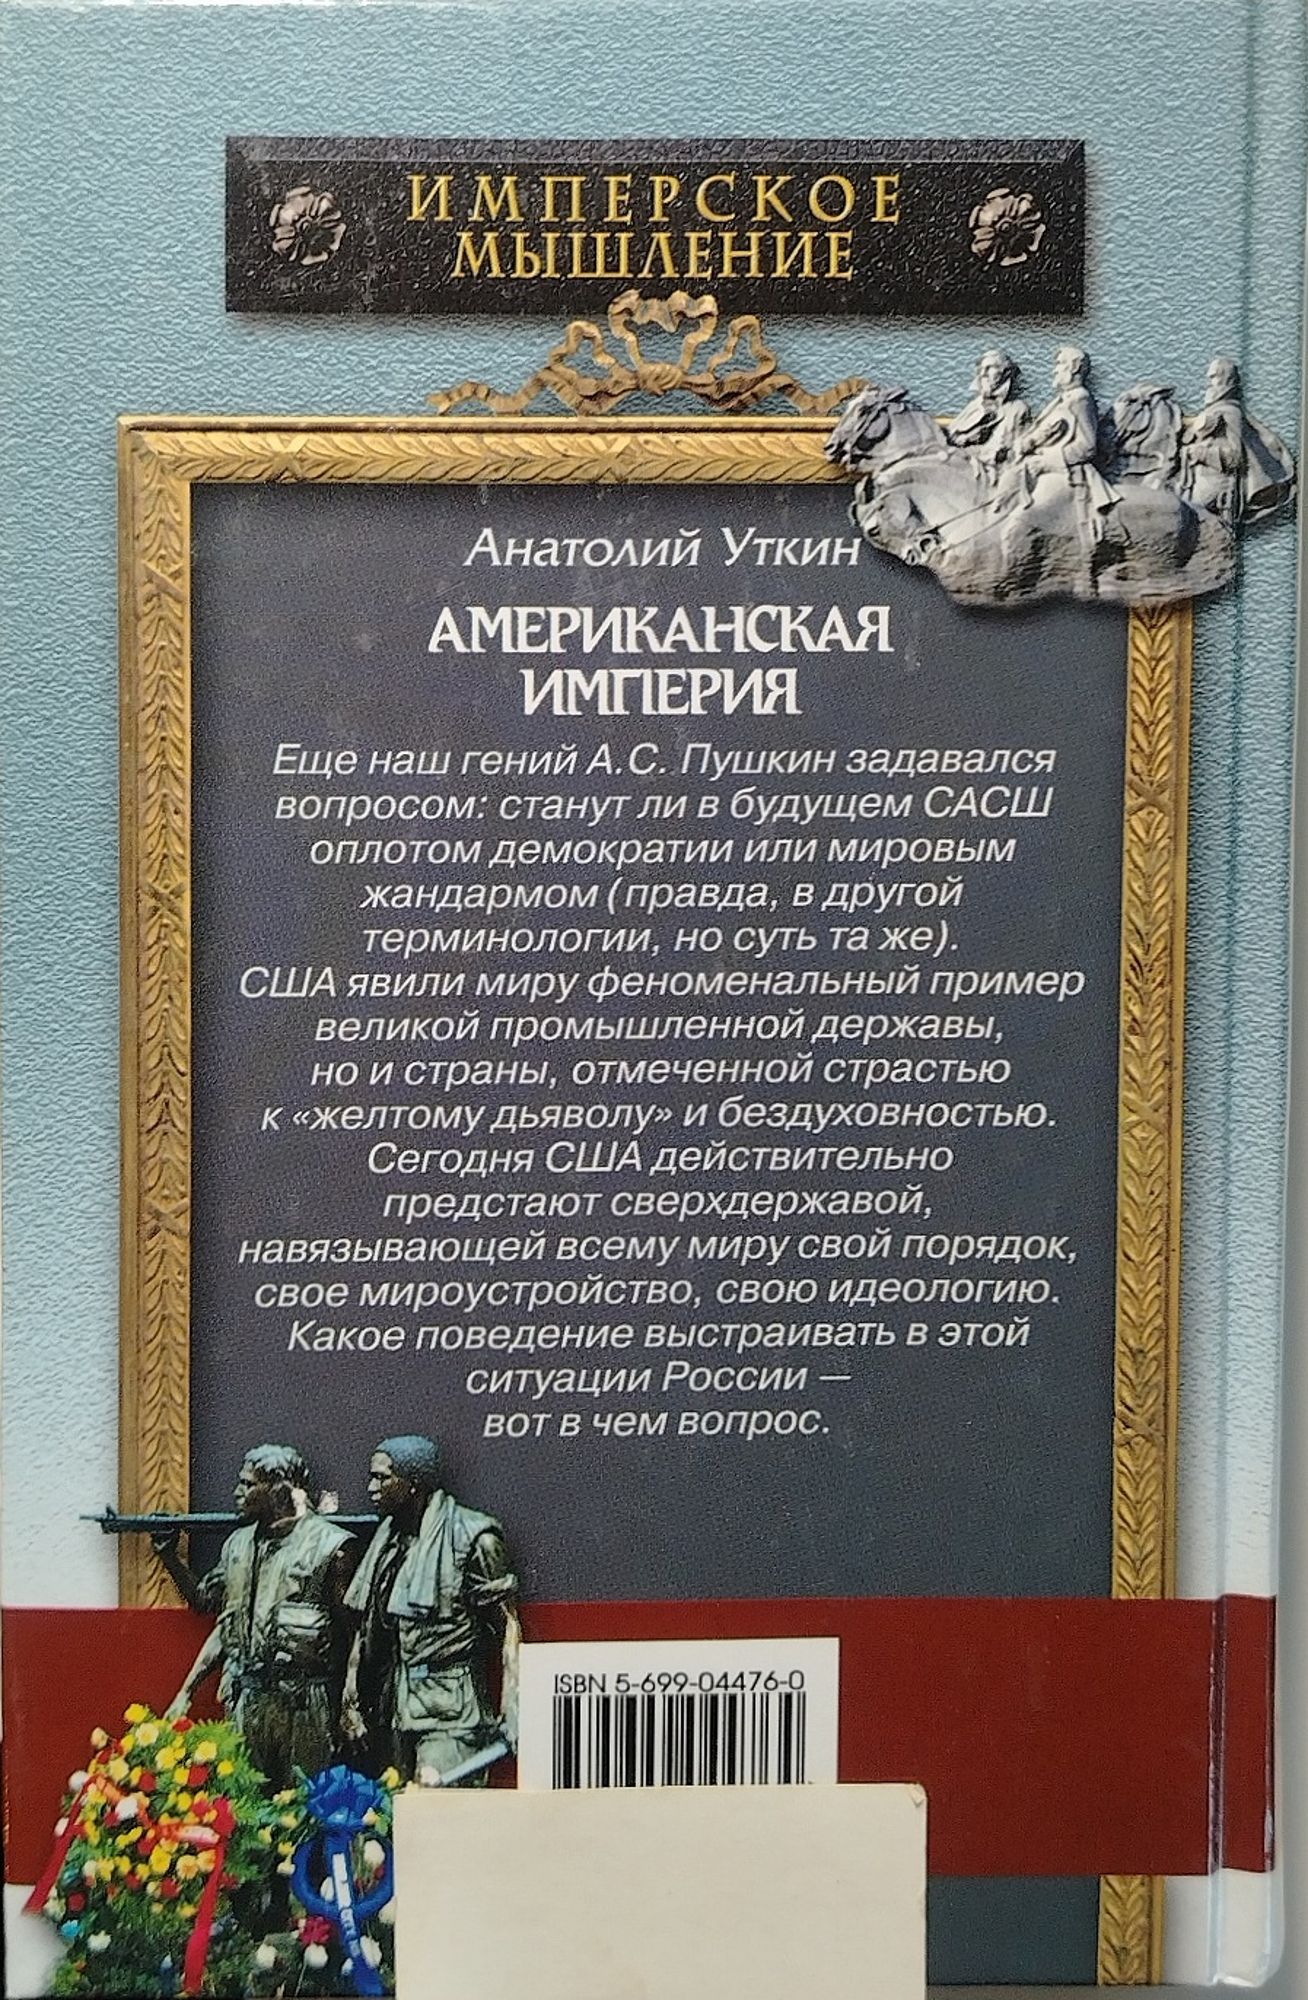 ИМПЕРСКОЕ
МЫШЛЕНИЕ
Анатолий Уткин
АМЕРИКАНСКАЯ
ИМПЕРИЯ
Еще наш гений А.С. Пушкин задавался
вопросом: станут ли в будущем САСШ
оплотом демократии или мировым
жандармом (правда, в другой
терминологии, но суть та же).
США явили миру феноменальный пример
великой промышленной державы,
но и страны, отмеченной страстью
к «желтому дьяволу» и бездуховностью.
Сегодня США действительно
предстают сверхдержавой,
навязывающей всему миру свой порядок,
свое мироустройство, свою идеологию.
Какое поведение выстраивать в этой
ситуации России —
вот в чем вопрос.
ISBN 5-699-04476-0